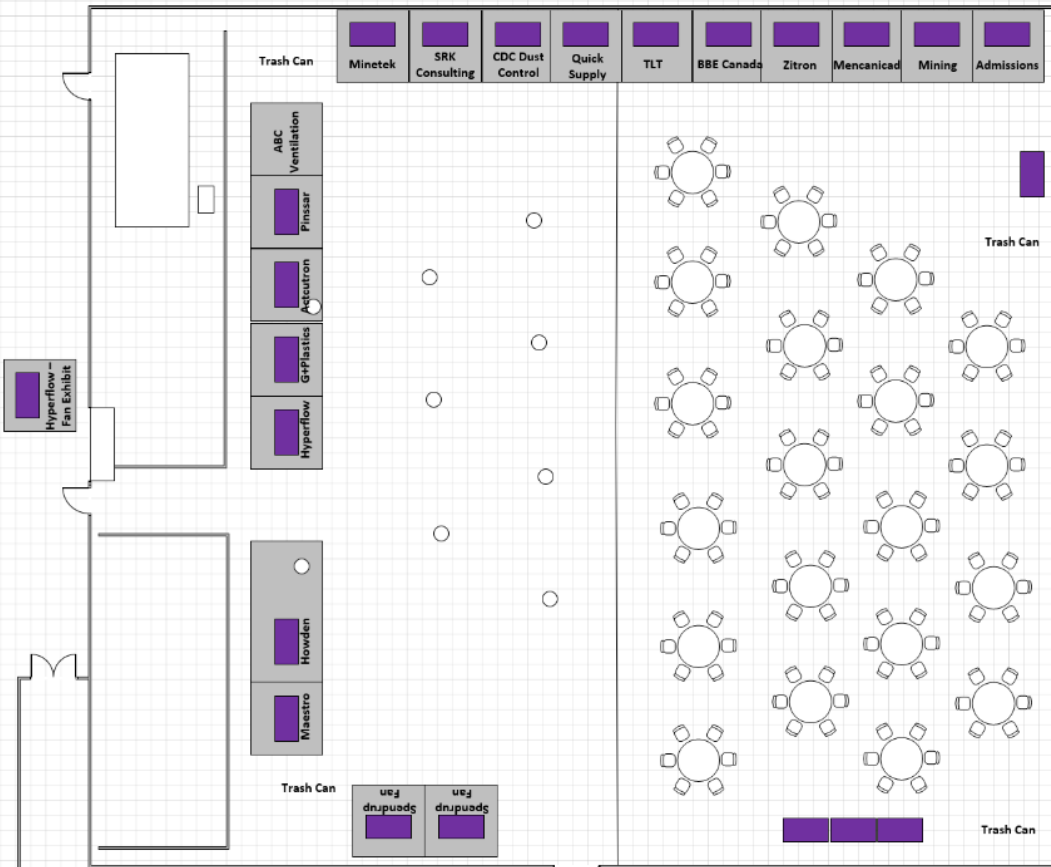 Trash Can
Minetek
SRK
Consulting
CDC Dust
Control
Quick
Supply
TLT
BBE Canada
Zitron
Mencanicad
Mining
Admissions
ABC
Ventilation
Pinssar
Accutron
G+Plastics
Hyperflow
Hyperflow –
Fan Exhibit
Trash Can
Howden
Maestro
Trash Can
Spendrup
Fan
Spendrup
Fan
Trash Can